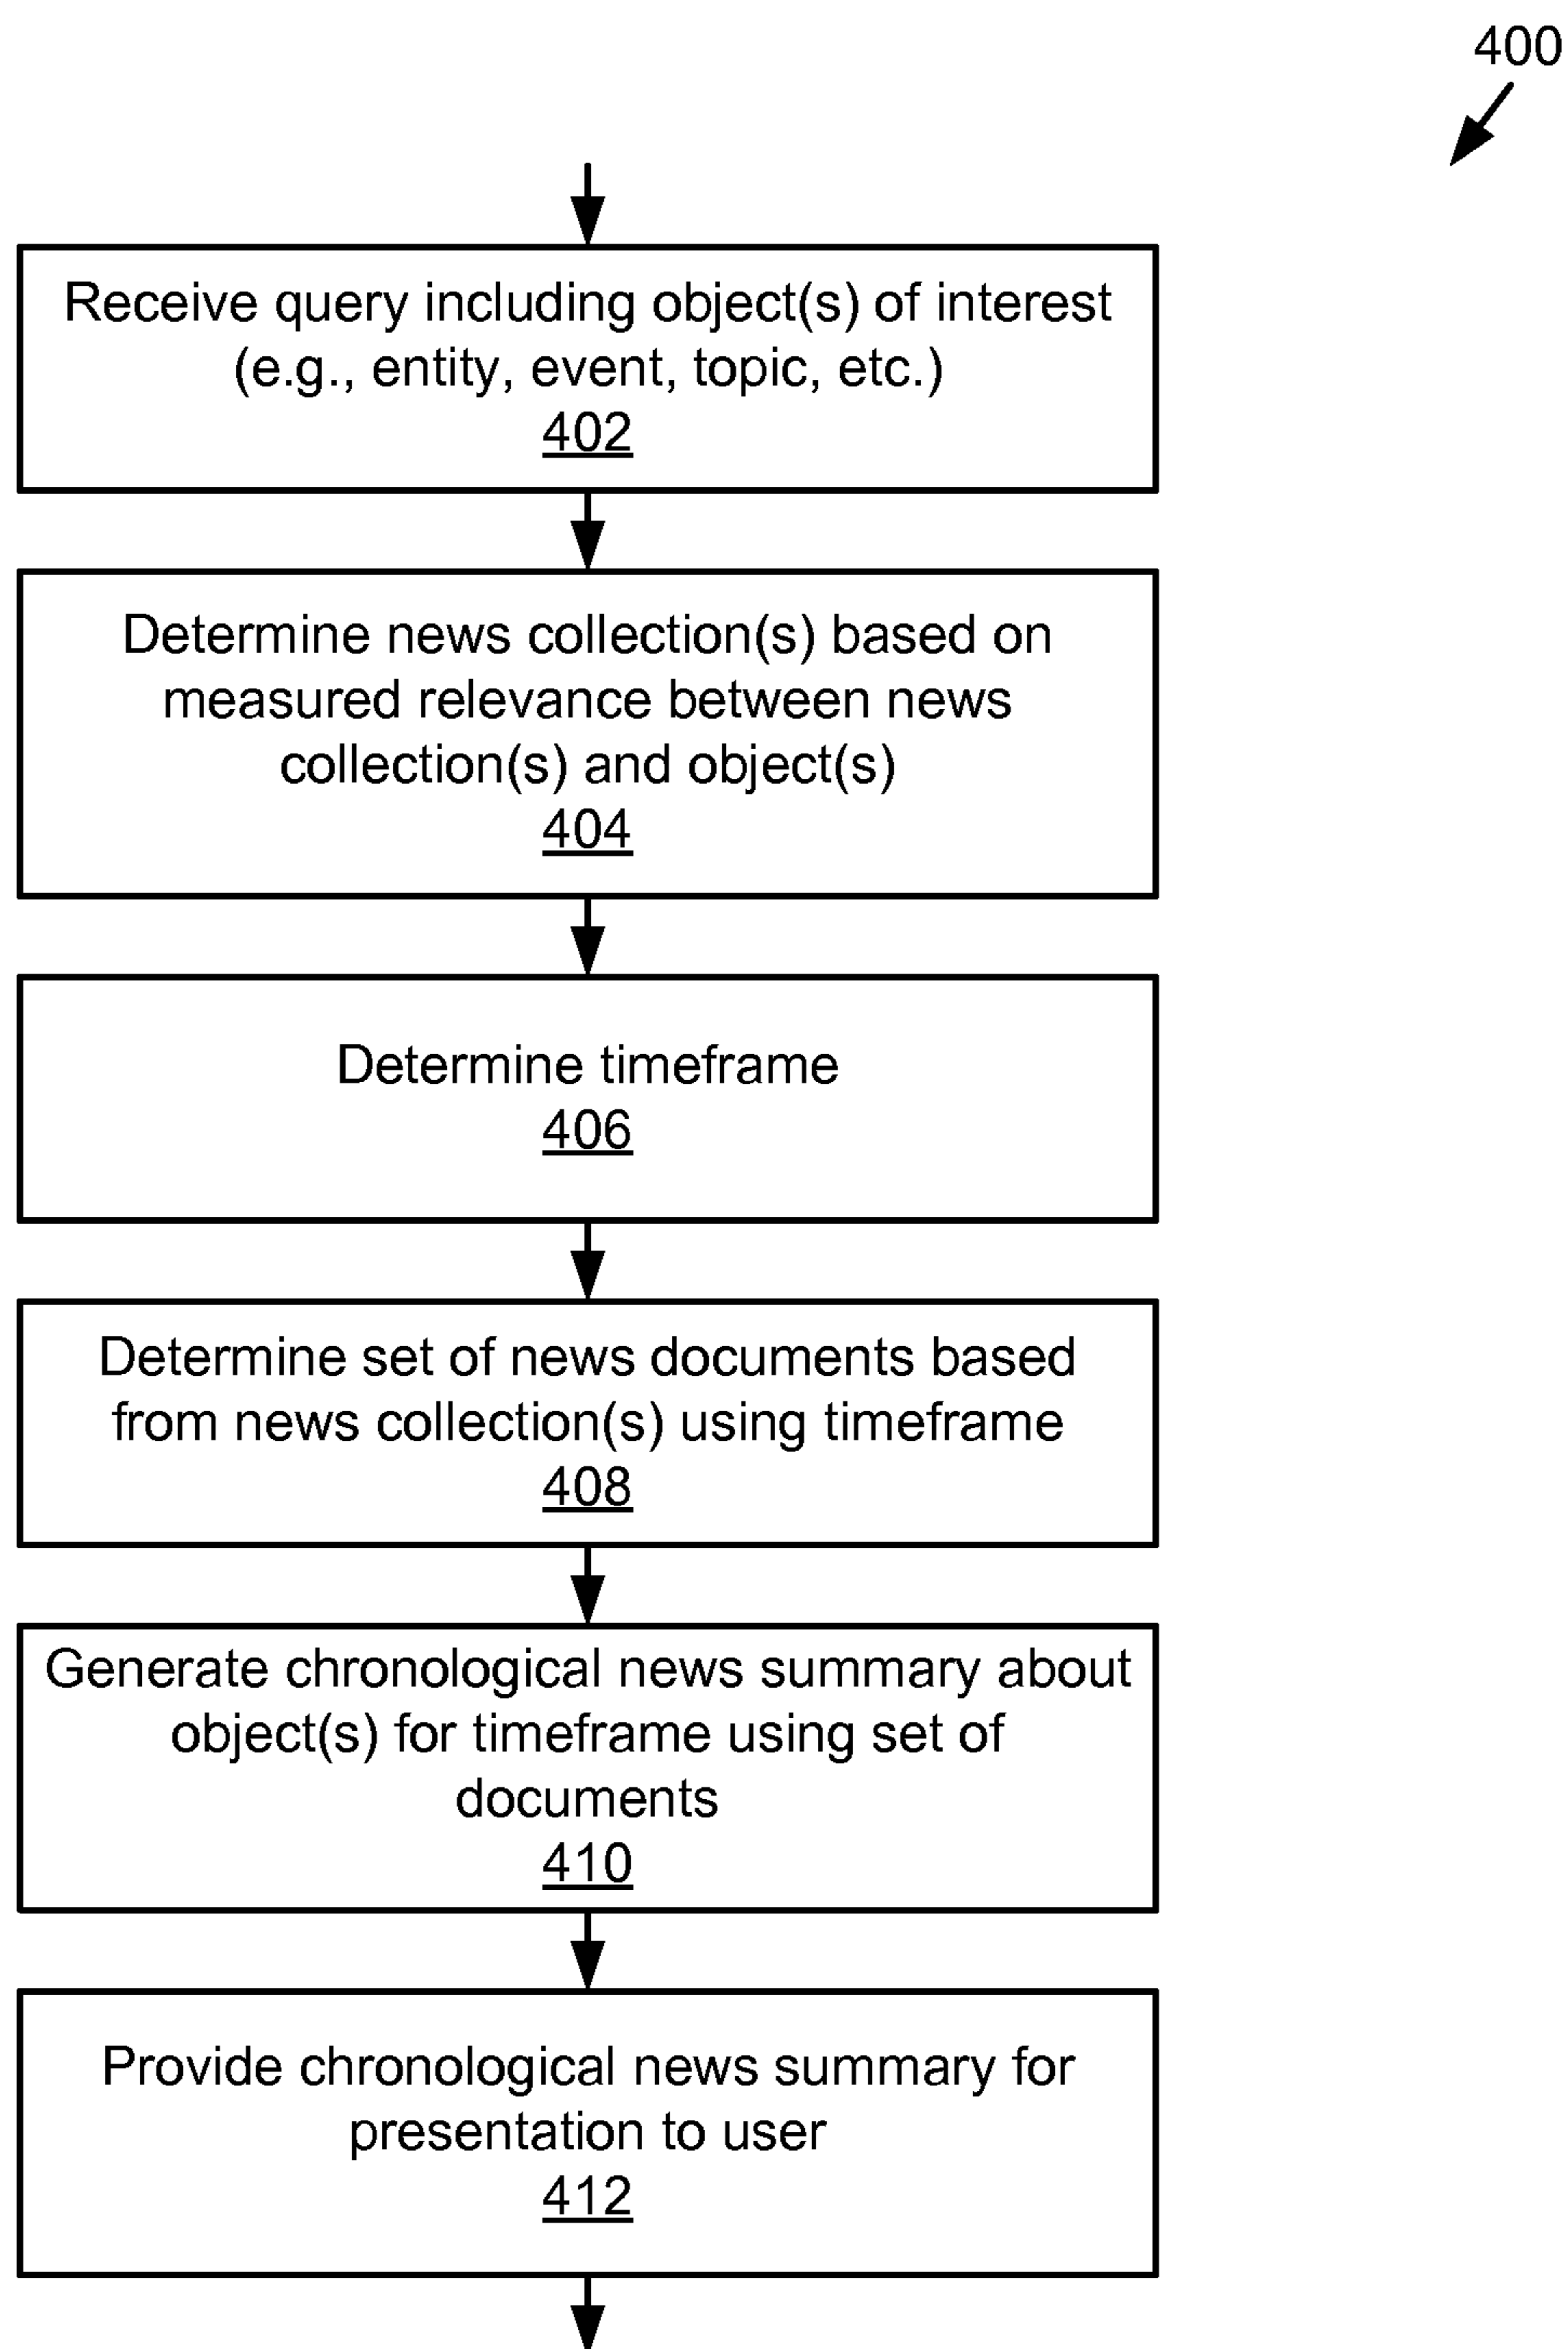 400
Receive query including object(s) of interest
(e.g., entity, event, topic, etc.)
402
Determine news collection(s) based on
measured relevance between news
collection(s) and object(s)
404
Determine timeframe
406
Determine set of news documents based
from news collection(s) using timeframe
408
Generate chronological news summary about
object(s) for timeframe using set of
documents
410
Provide chronological news summary for
presentation to user
412